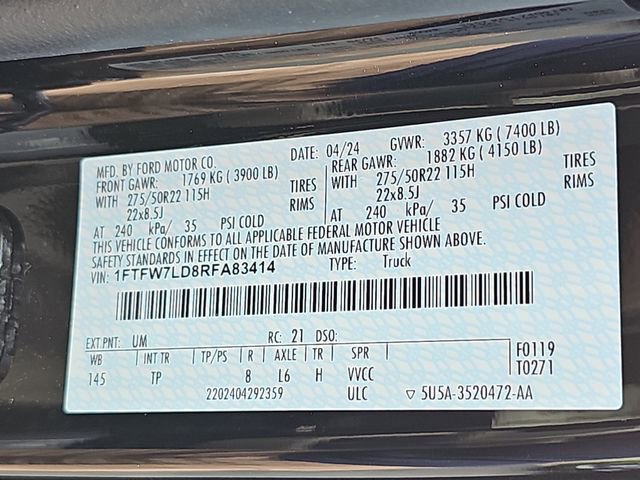 MFD. BY FORD MOTOR CO.
DATE: 04/24 GVWR: 3357 KG ( 7400 LB)
FRONT GAWR: 1769 KG ( 3900 LB) REAR GAWR: 1882 KG ( 4150 LB)
WITH 275/50R22 115H TIRES WITH 275/50R22 115H TIRES
22x8.5J RIMS 22x8.5J RIMS
AT 240 kPa/ 35 PSI COLD AT 240 kPa/ 35 PSI COLD
THIS VEHICLE CONFORMS TO ALL APPLICABLE FEDERAL MOTOR VEHICLE
SAFETY STANDARDS IN EFFECT ON THE DATE OF MANUFACTURE SHOWN ABOVE.
VIN: 1FTFW7LD8RFA83414 TYPE: Truck
EXT PNT: UM RC: 21 DSO:
WB INT TR TP/PS R AXLE TR SPR F0119
145 TP 8 L6 H VVCC T0271
2202404292359 ULC ▽ 5U5A-3520472-AA